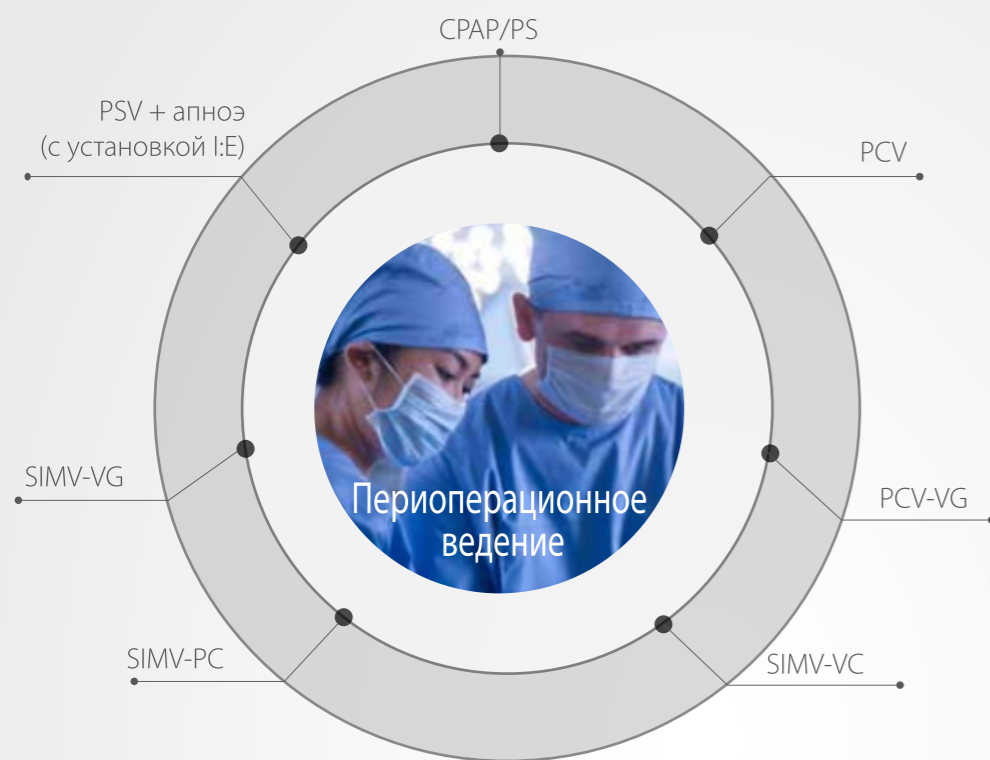 CPAP/PS
PSV + апноэ
(с установкой I:E)
PCV
SIMV-VG
PCV-VG
Периоперационное
ведение
SIMV-PC
SIMV-VC